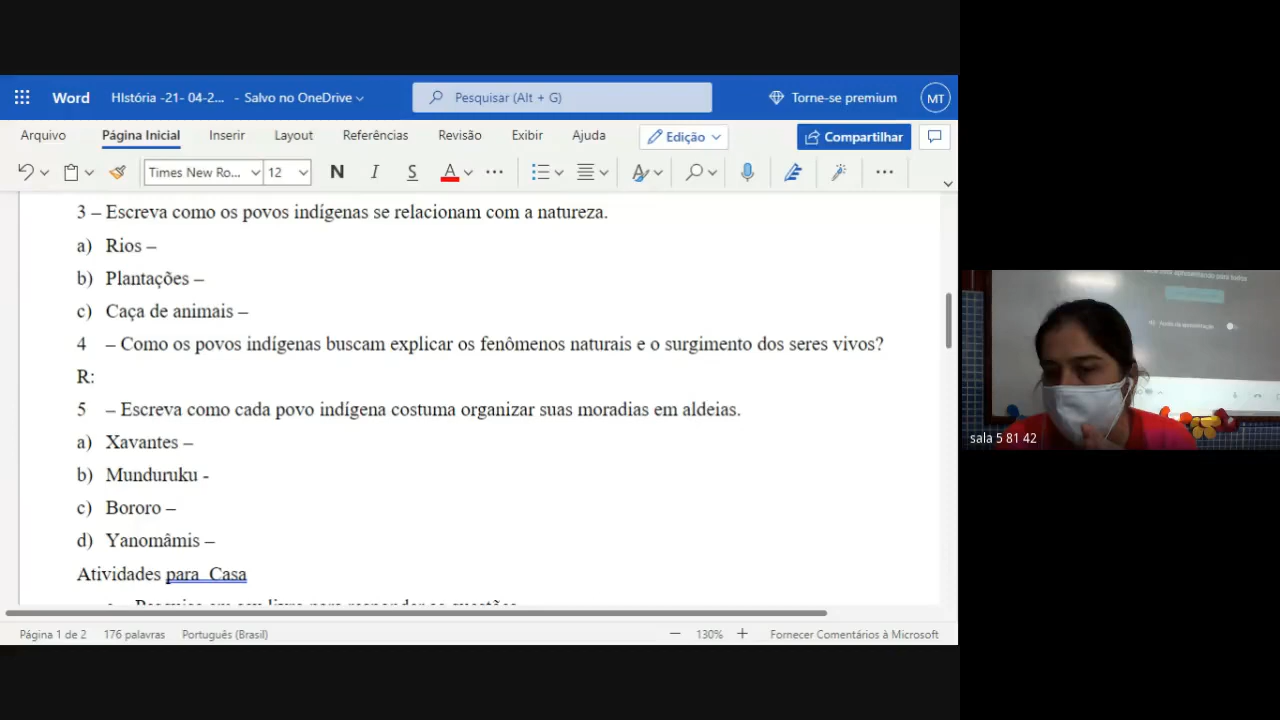 Word HIstória -21- 04-2... - Salvo no OneDrive Pesquisar (Alt + G) Torne-se premium MT
Arquivo Página Inicial Inserir Layout Referências Revisão Exibir Ajuda Edição Compartilhar
Times New Ro... 12 N I S A ...
3 – Escreva como os povos indígenas se relacionam com a natureza.
a) Rios –
b) Plantações –
c) Caça de animais –
4 – Como os povos indígenas buscam explicar os fenômenos naturais e o surgimento dos seres vivos?
R:
5 – Escreva como cada povo indígena costuma organizar suas moradias em aldeias.
a) Xavantes –
b) Munduruku -
c) Bororo –
d) Yanomâmis –
Atividades para Casa
Página 1 de 2 176 palavras Português (Brasil) 130% Fornecer Comentários à Microsoft
sala 5 81 42